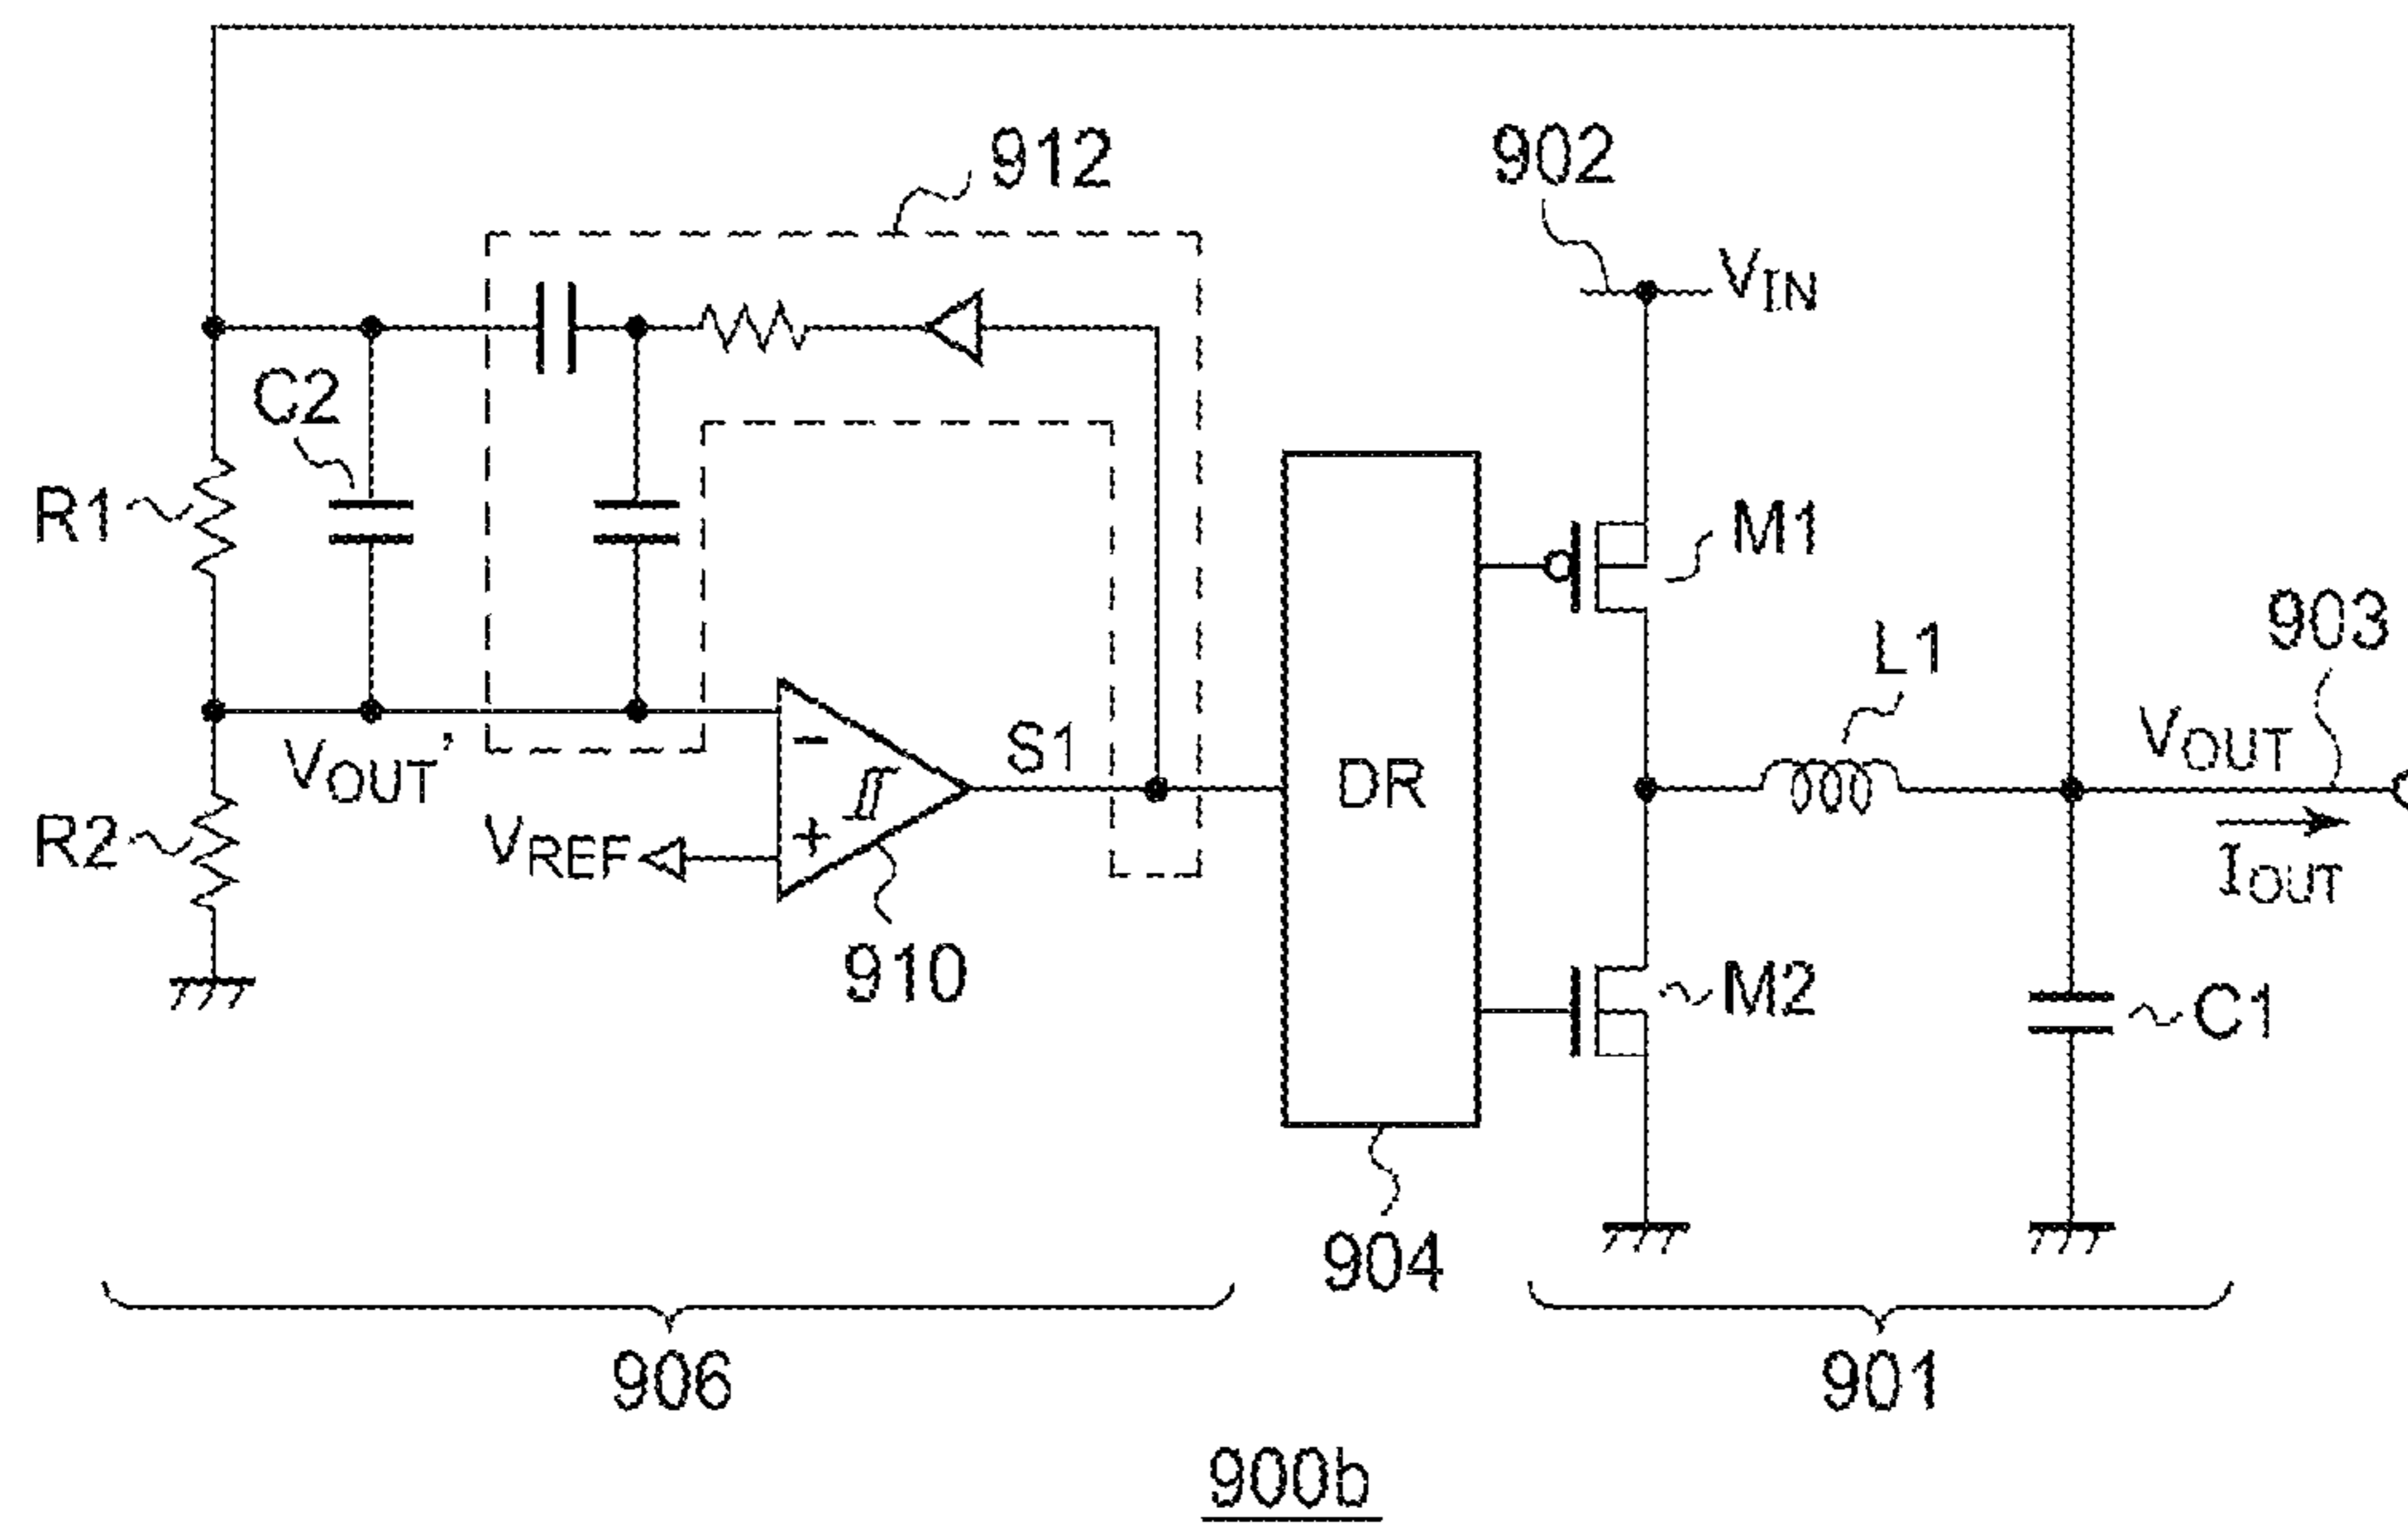 912
902
VIN
C2
R1
M1
903
L1
VOUT
S1
VOUT'
DR
R2
VREF
IOUT
910
M2
C1
904
906
901
900b